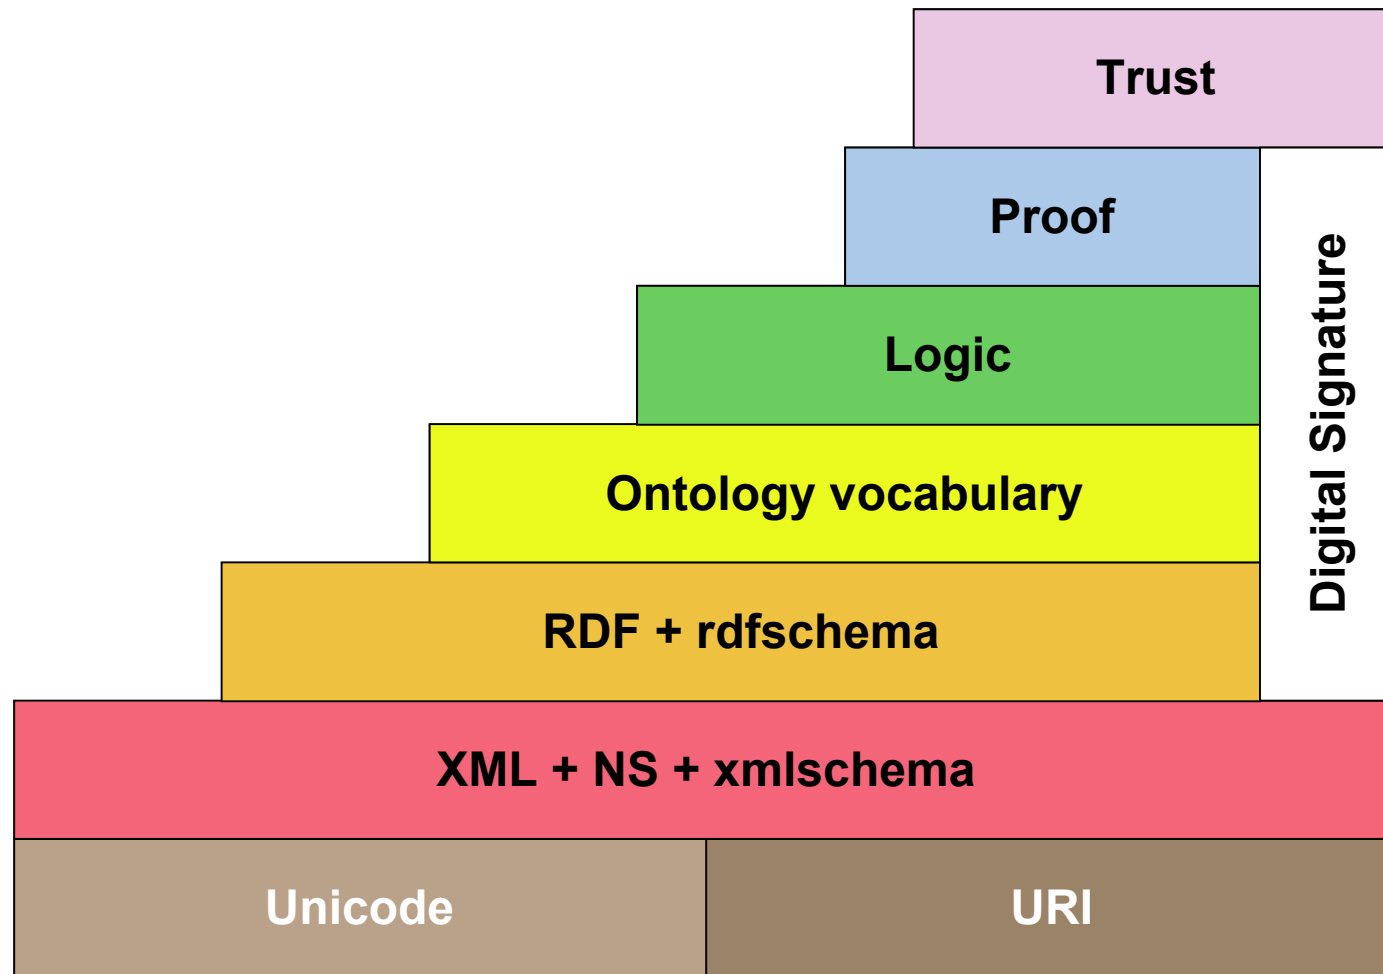 Trust
Proof
Logic
Digital Signature
Ontology vocabulary
RDF + rdfschema
XML + NS + xmlschema
Unicode
URI